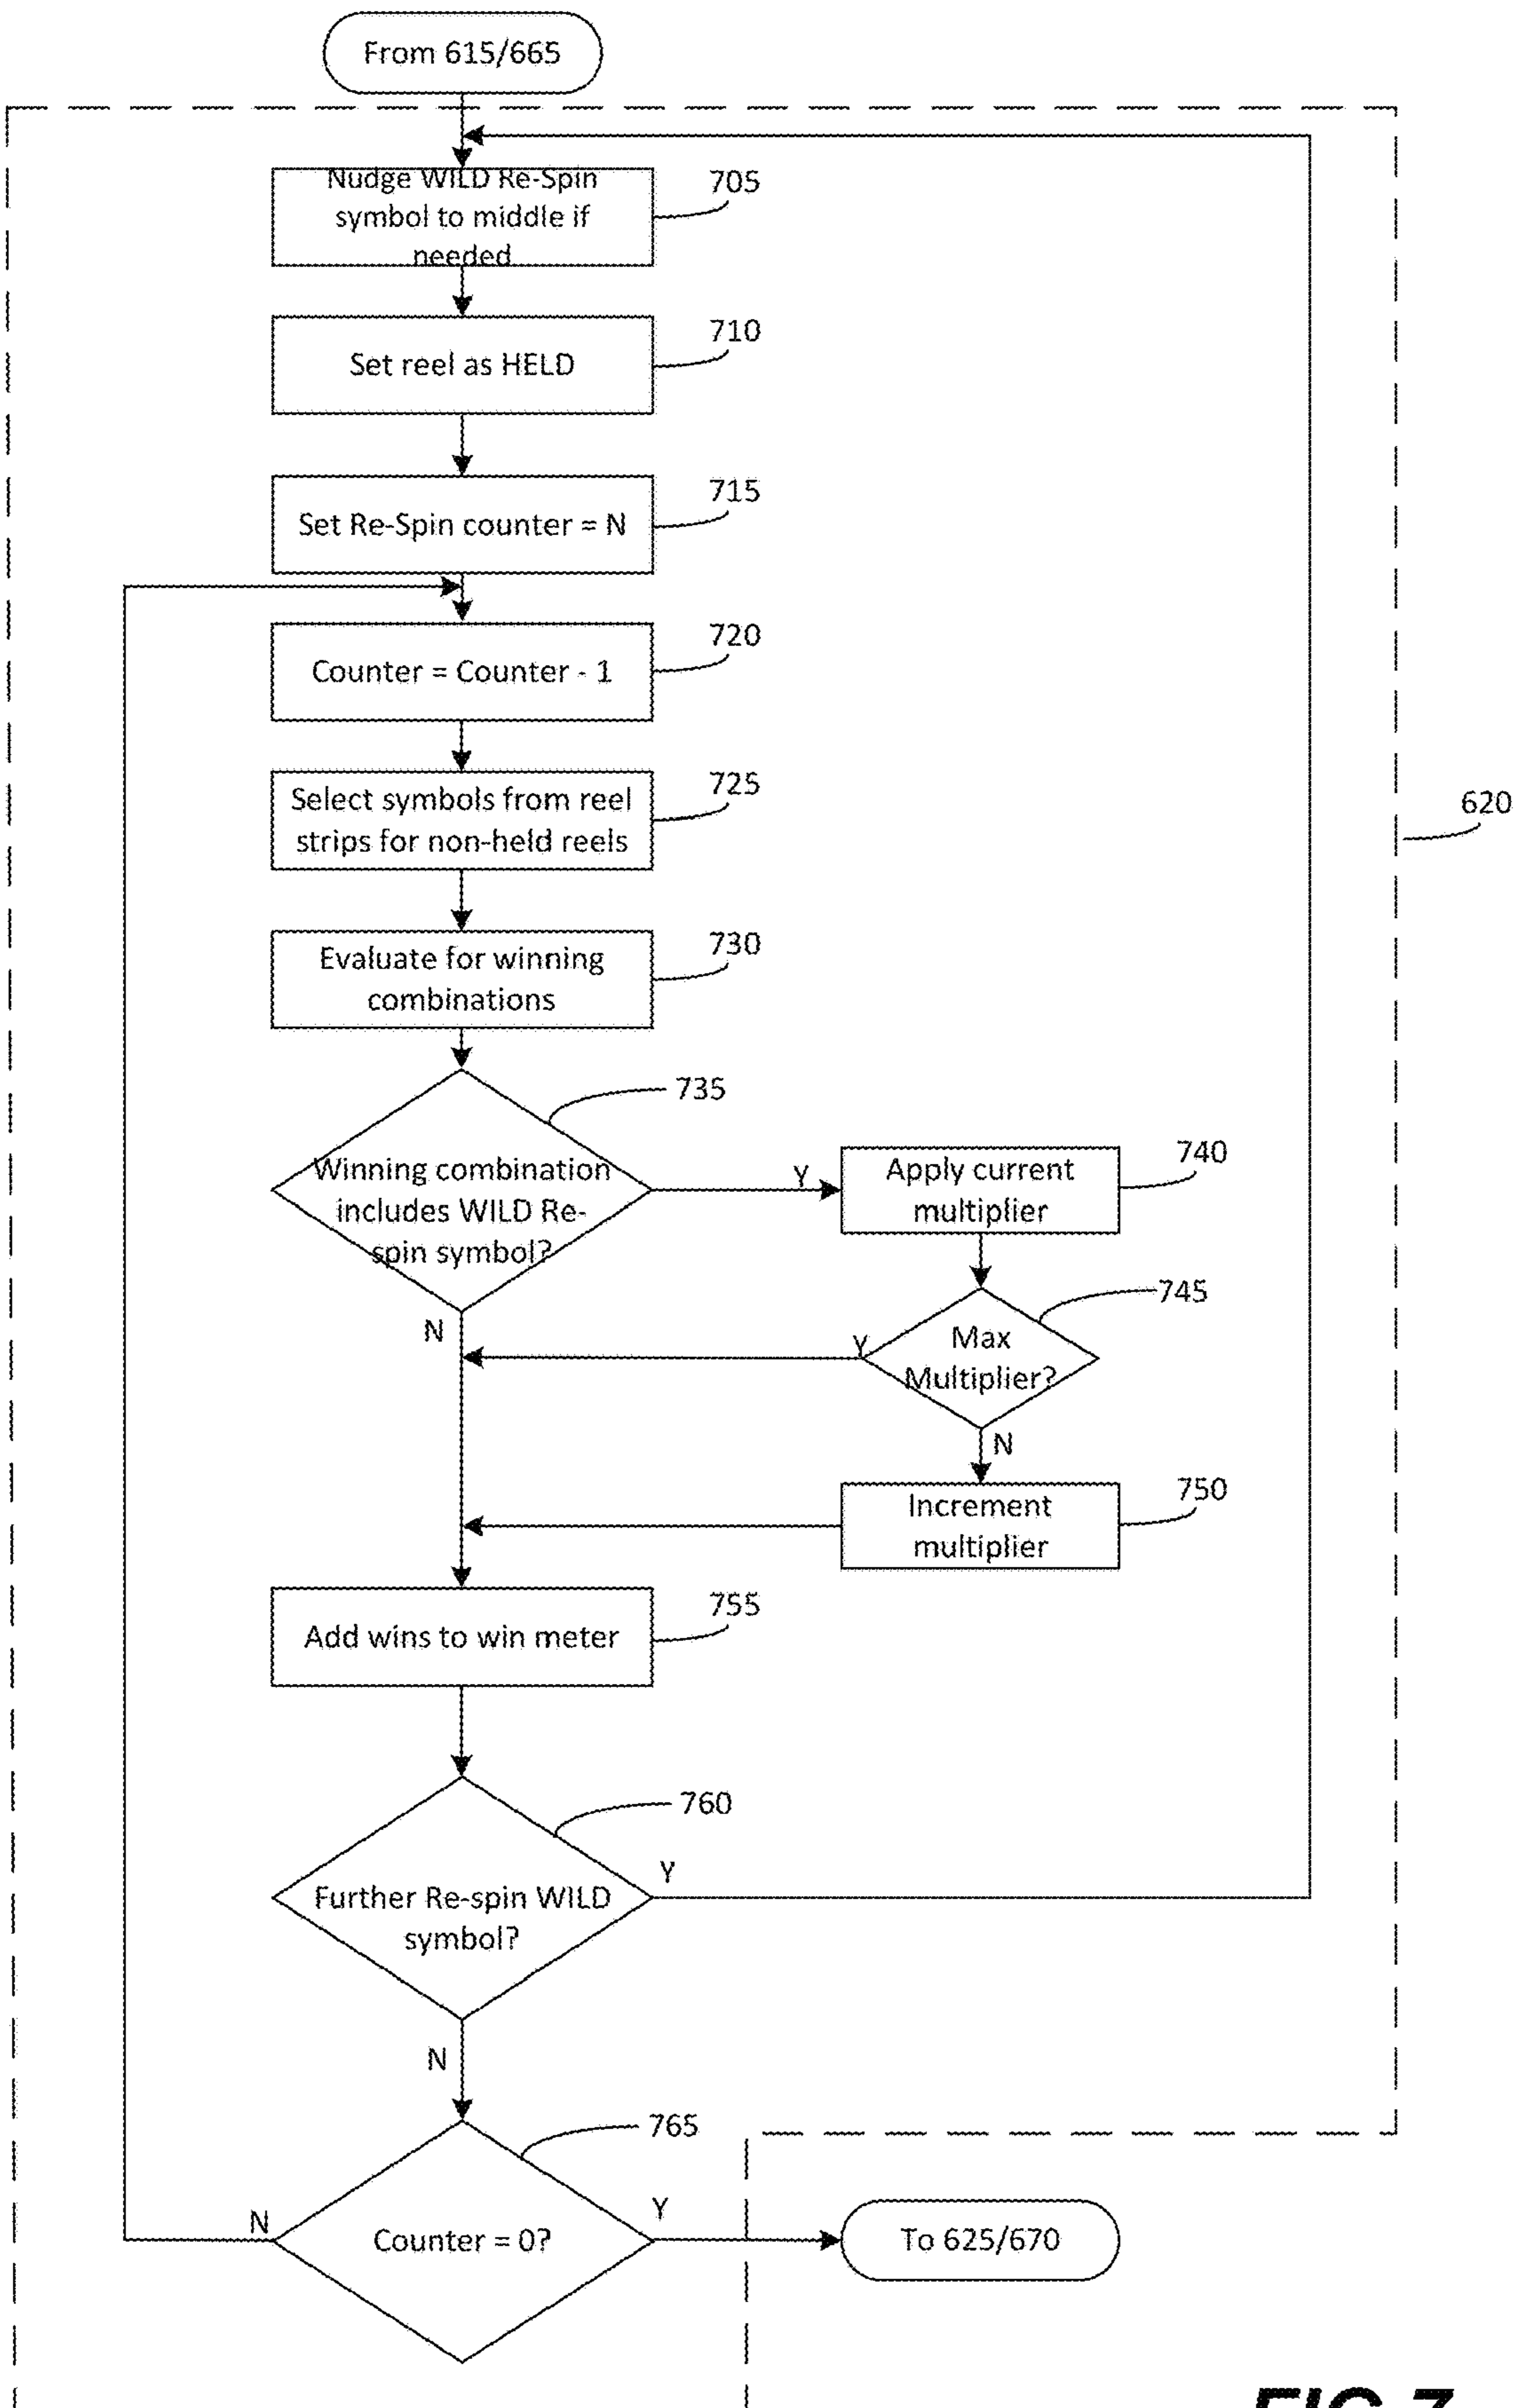 From 615/665
Nudge WILD Re-Spin
symbol to middle if
needed
705
Set reel as HELD
710
Set Re-Spin counter = N
715
Counter = Counter - 1
720
Select symbols from reel
strips for non-held reels
725
620
Evaluate for winning
combinations
730
735
Winning combination
includes WILD Re-
spin symbol?
Y
N
Apply current
multiplier
740
745
Max
Multiplier?
Y
N
Increment
multiplier
750
Add wins to win meter
755
760
Further Re-spin WILD
symbol?
Y
N
765
Counter = 0?
N
Y
To 625/670
FIG 7